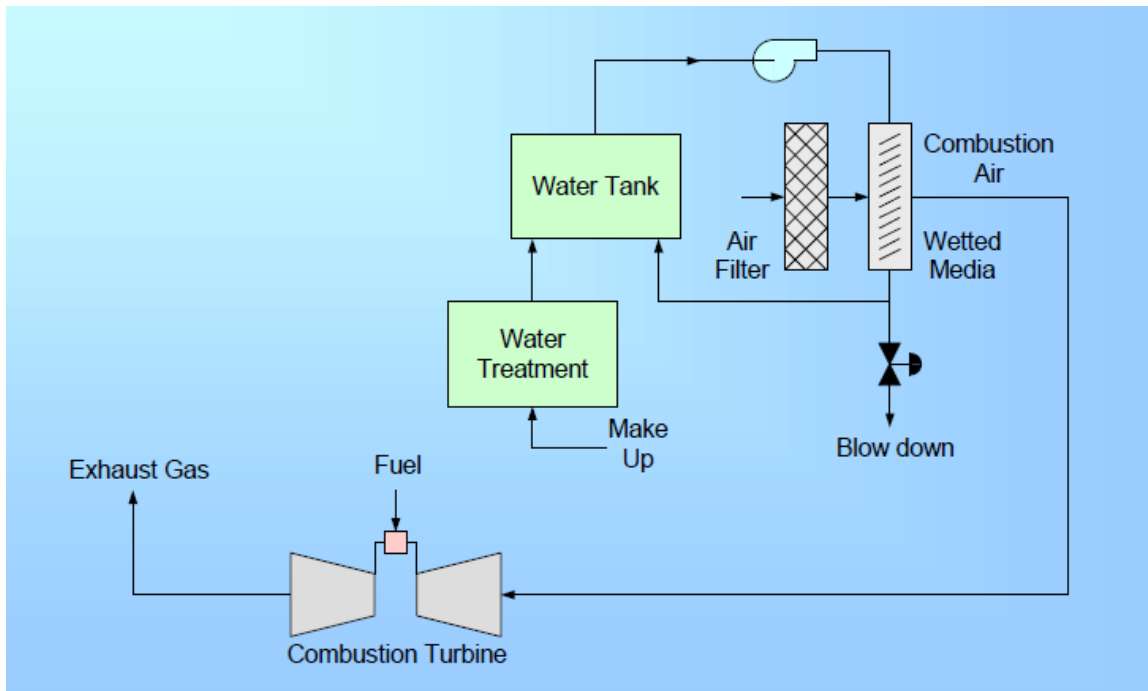 Water Tank
Combustion
Air
Air
Filter
Wetted
Media
Water
Treatment
Make
Up
Blow down
Exhaust Gas
Fuel
Combustion Turbine